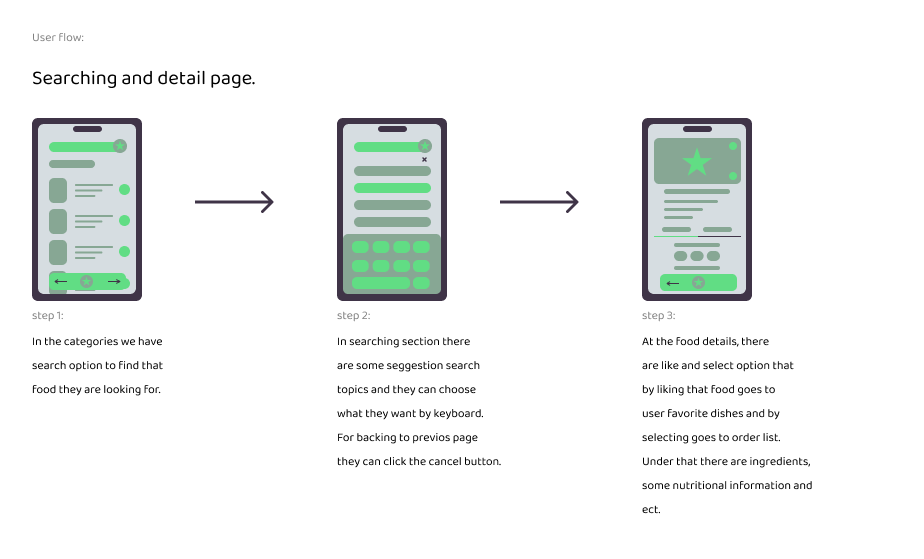 User flow:
Searching and detail page.
step 1:
In the categories we have
search option to find that
food they are looking for.
step 2:
In searching section there
are some seggestion search
topics and they can choose
what they want by keyboard.
For backing to previos page
they can click the cancel button.
step 3:
At the food details, there
are like and select option that
by liking that food goes to
user favorite dishes and by
selecting goes to order list.
Under that there are ingredients,
some nutritional information and
ect.